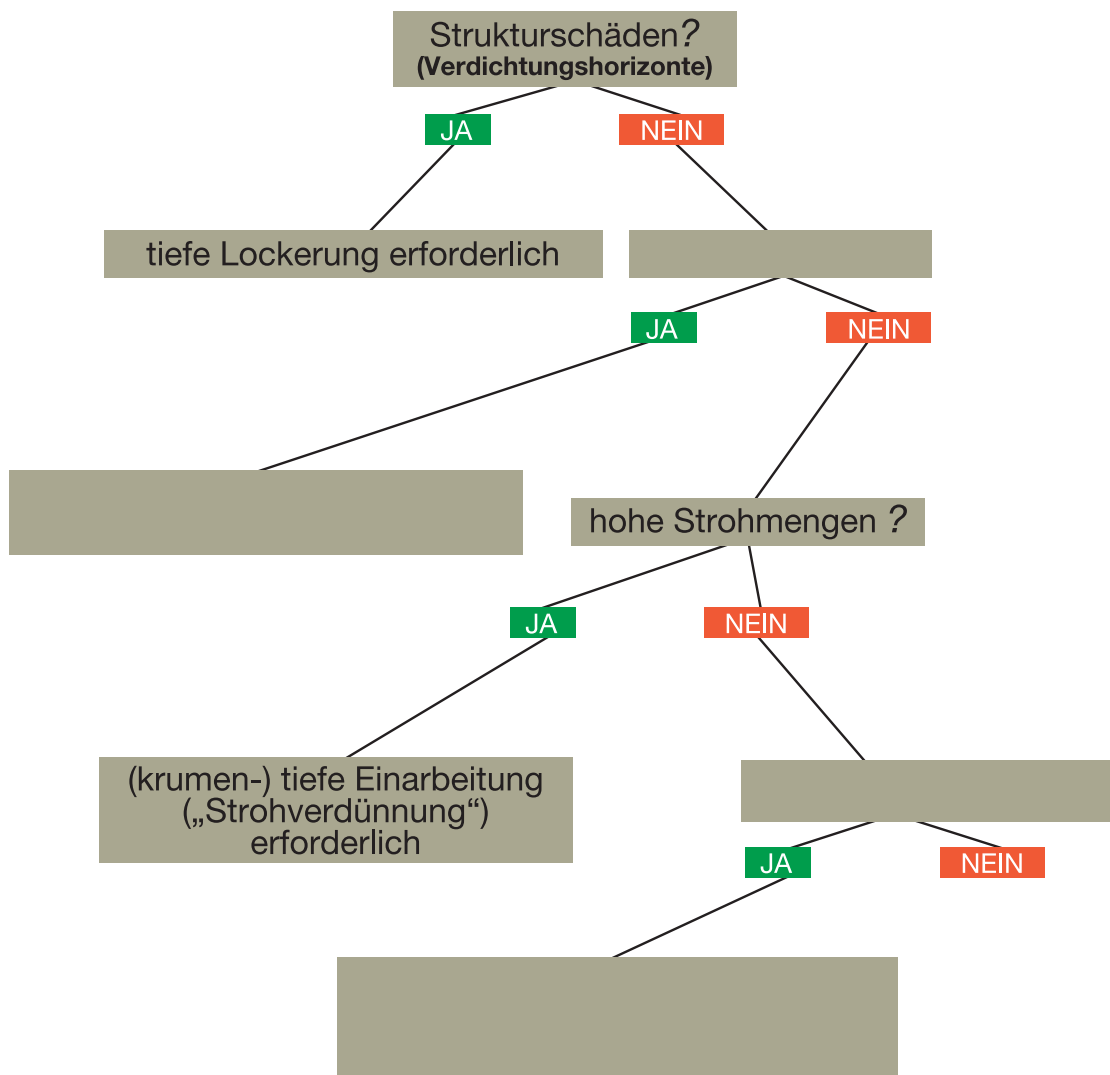 Strukturschäden?
(Verdichtungshorizonte)
JA
NEIN
tiefe Lockerung erforderlich
JA
NEIN
hohe Strohmengen ?
JA
NEIN
(krumen-) tiefe Einarbeitung
(„Strohverdünnung“)
erforderlich
JA
NEIN